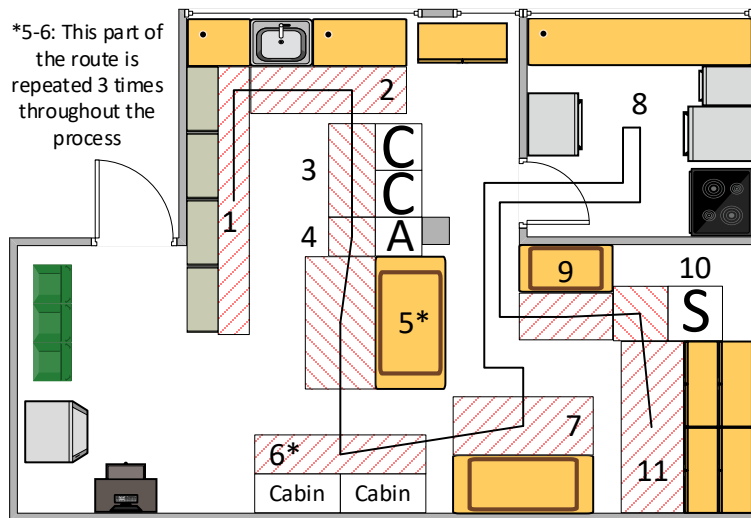 *5-6: This part of
the route is
repeated 3 times
throughout the
process
2
8
C
3
C
1
4
A
9
10
5*
S
7
6*
11
Cabin
Cabin